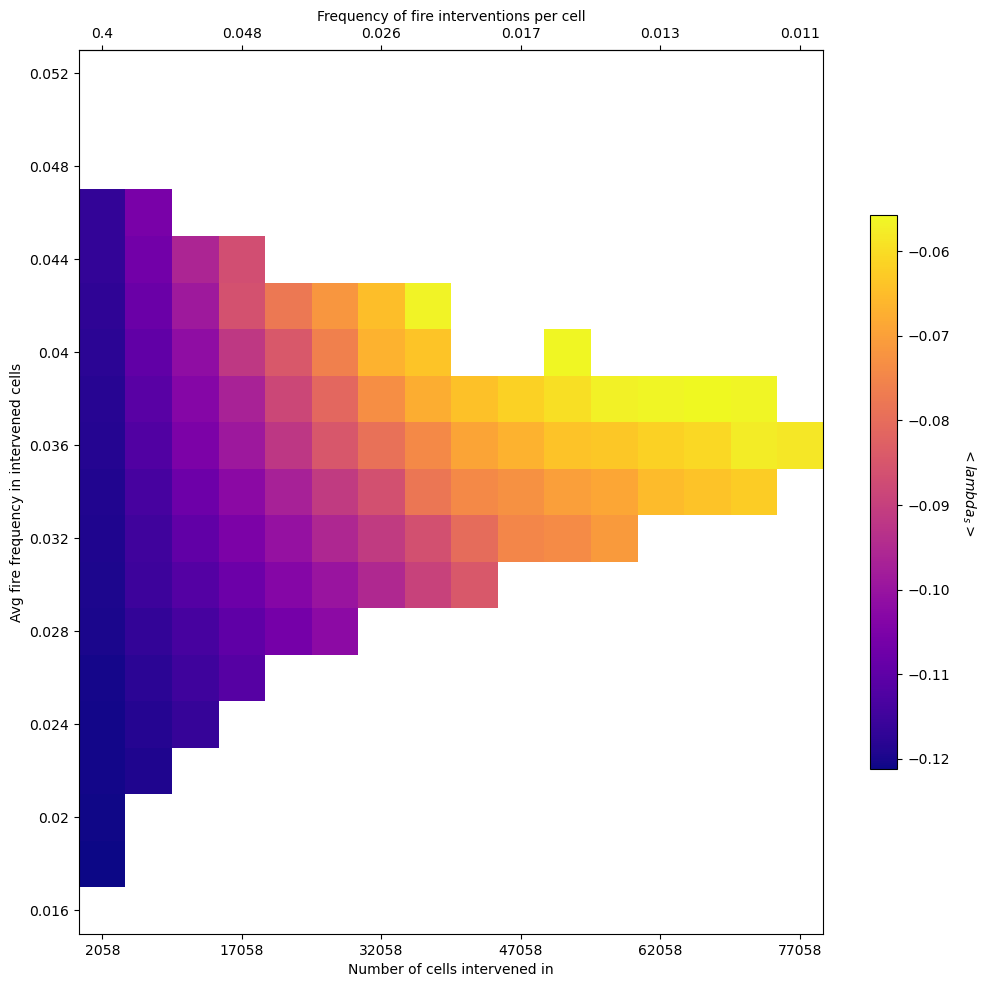 Frequency of fire interventions per cell
0.4 0.048 0.026 0.017 0.013 0.011
0.052
0.048
0.044
0.04
0.036
0.032
0.028
0.024
0.02
0.016
Avg fire frequency in intervened cells
2058 17058 32058 47058 62058 77058
Number of cells intervened in
−0.06
−0.07
−0.08
−0.09
−0.10
−0.11
−0.12
<lambda_s>